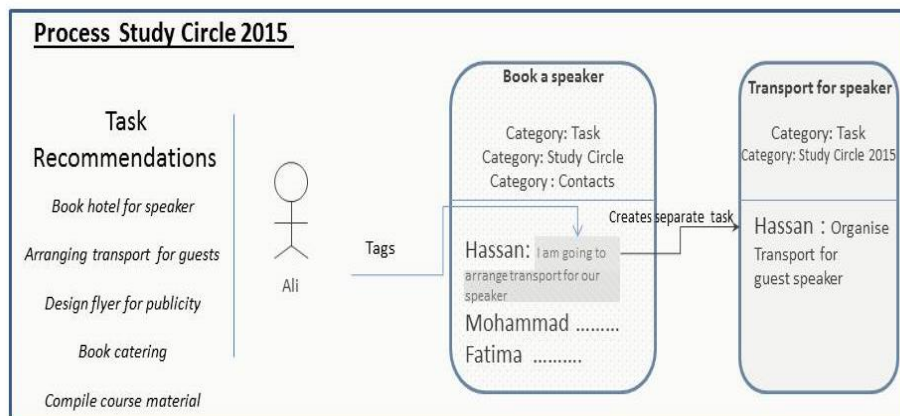 Process Study Circle 2015
Task
Recommendations
Book hotel for speaker
Arranging transport for guests
Design flyer for publicity
Book catering
Compile course material
Ali
Tags
Book a speaker
Category: Task
Category: Study Circle
Category : Contacts
Hassan: I am going to
arrange transport for our
speaker
Mohammad .........
Fatima ..........
Creates separate task
Transport for speaker
Category: Task
Category: Study Circle 2015
Hassan : Organise
Transport for
guest speaker